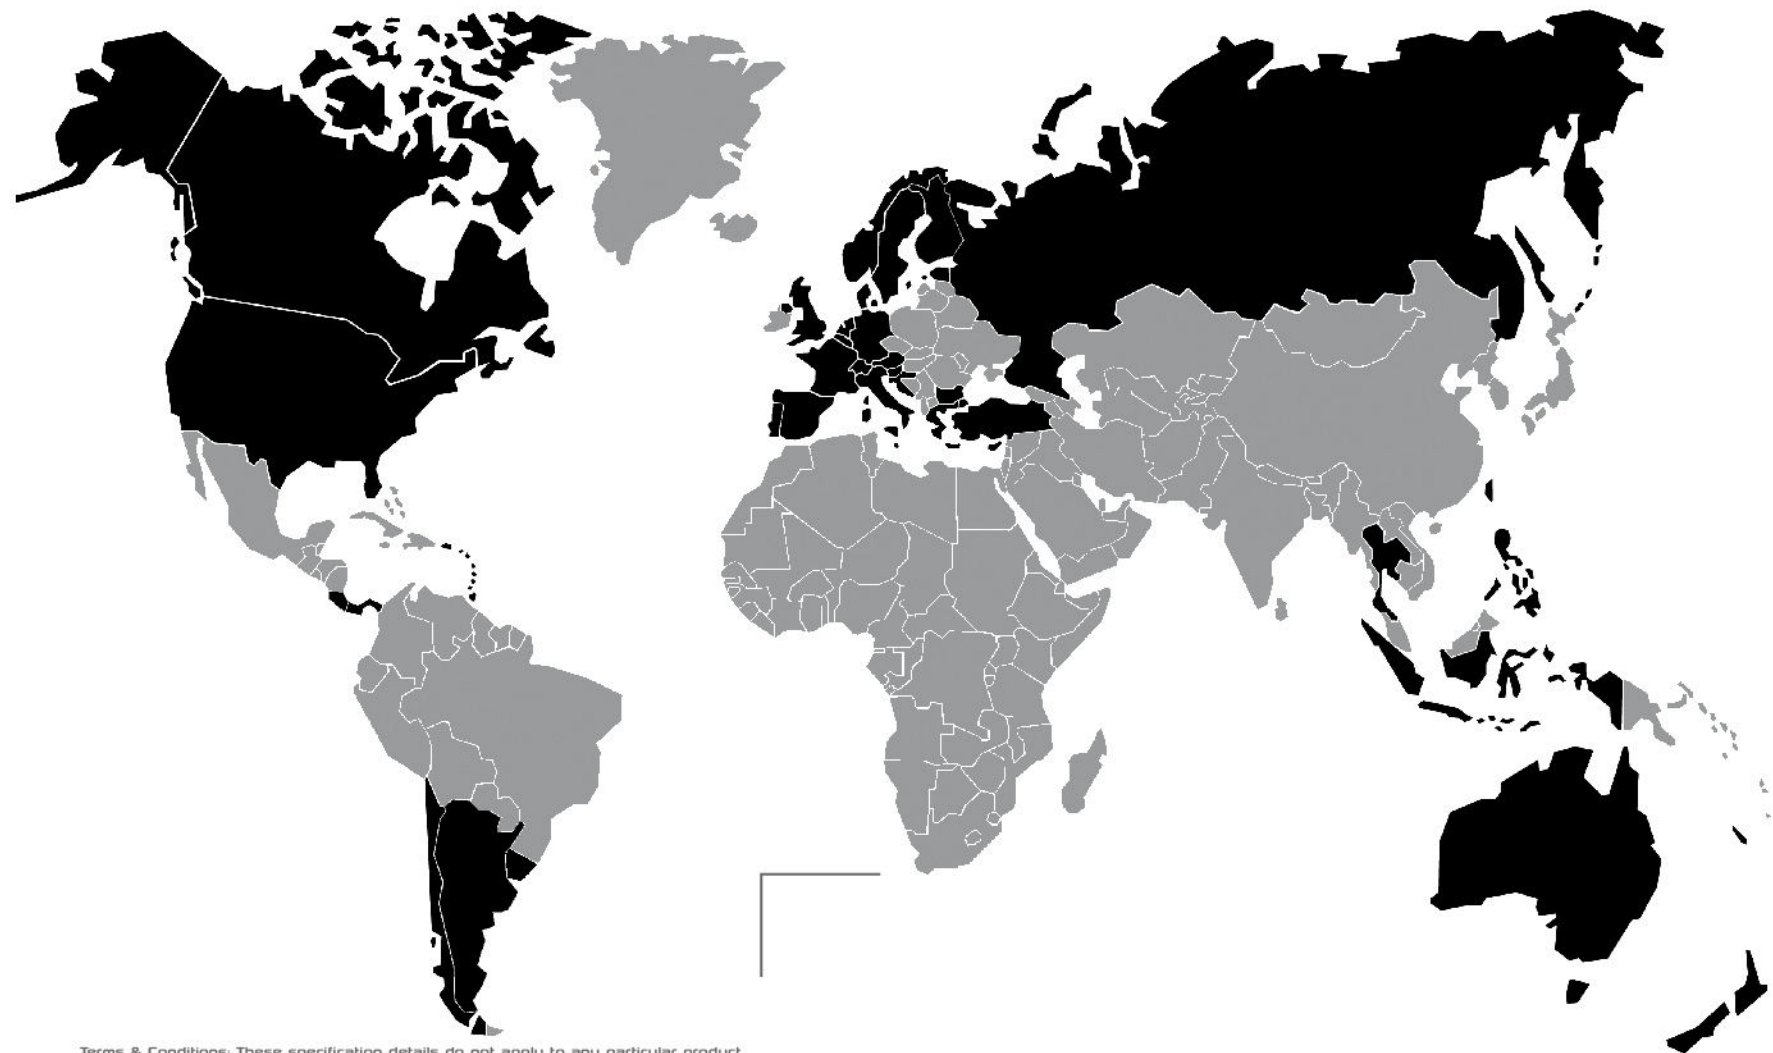 Terms & Conditions: These specification details do not apply to any particular product